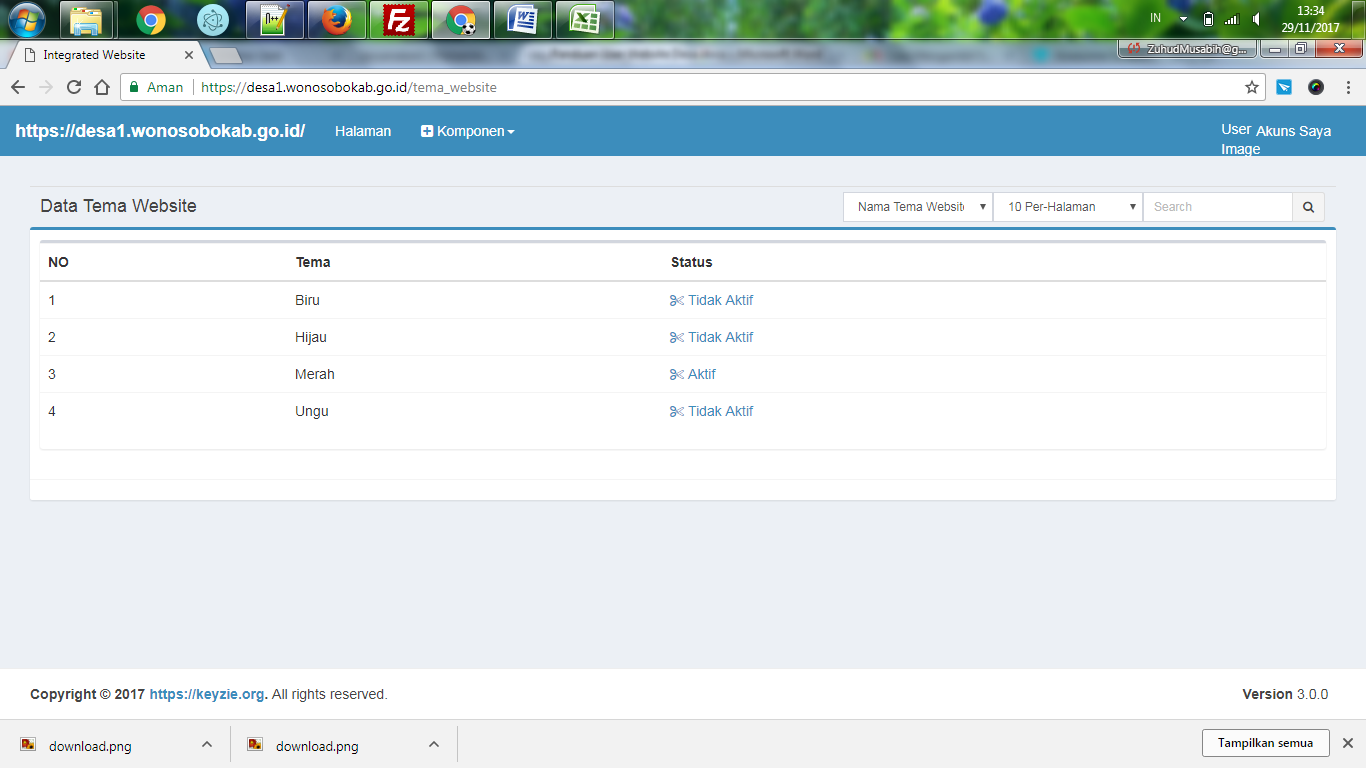 IN
13:34
29/11/2017
Integrated Website
ZuhudMusabih@g...
Aman
https://desa1.wonosobokab.go.id/tema_website
https://desa1.wonosobokab.go.id/ Halaman Komponen
User Image Akuns Saya
Data Tema Website
Nama Tema Websit
10 Per-Halaman
Search
NO Tema Status
1 Biru Tidak Aktif
2 Hijau Tidak Aktif
3 Merah Aktif
4 Ungu Tidak Aktif
Copyright © 2017 https://keyzie.org. All rights reserved.
Version 3.0.0
download.png
download.png
Tampilkan semua